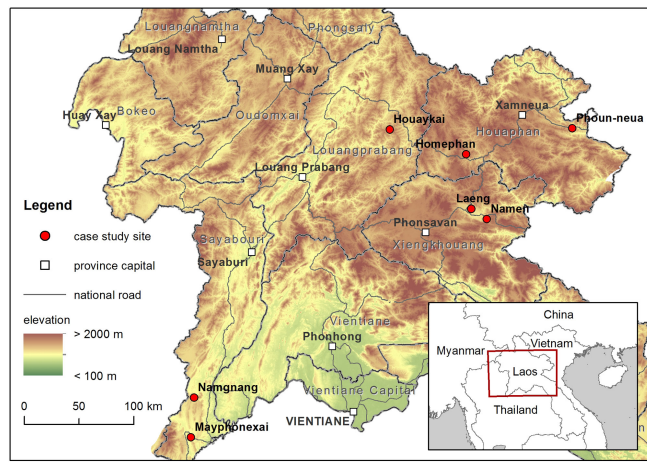 Louangnamtha
Phongsaly
Louang Namtha
Muang Xay
Xamneua
Huay Xay
Bokeo
Oudomxai
Houaykai
Phoun-neua
Houaphan
Louangprabang
Homephan
Louang Prabang
Laeng
Namen
Legend
case study site
province capital
national road
elevation
> 2000 m
< 100 m
0 50 100 km
Phonsavan
Xiengkhouang
Sayabouri
Sayaburi
Vientiane
Phonhong
Vientiane Capital
VIENTIANE
Namgnang
Mayphonexai
China
Myanmar
Vietnam
Laos
Thailand